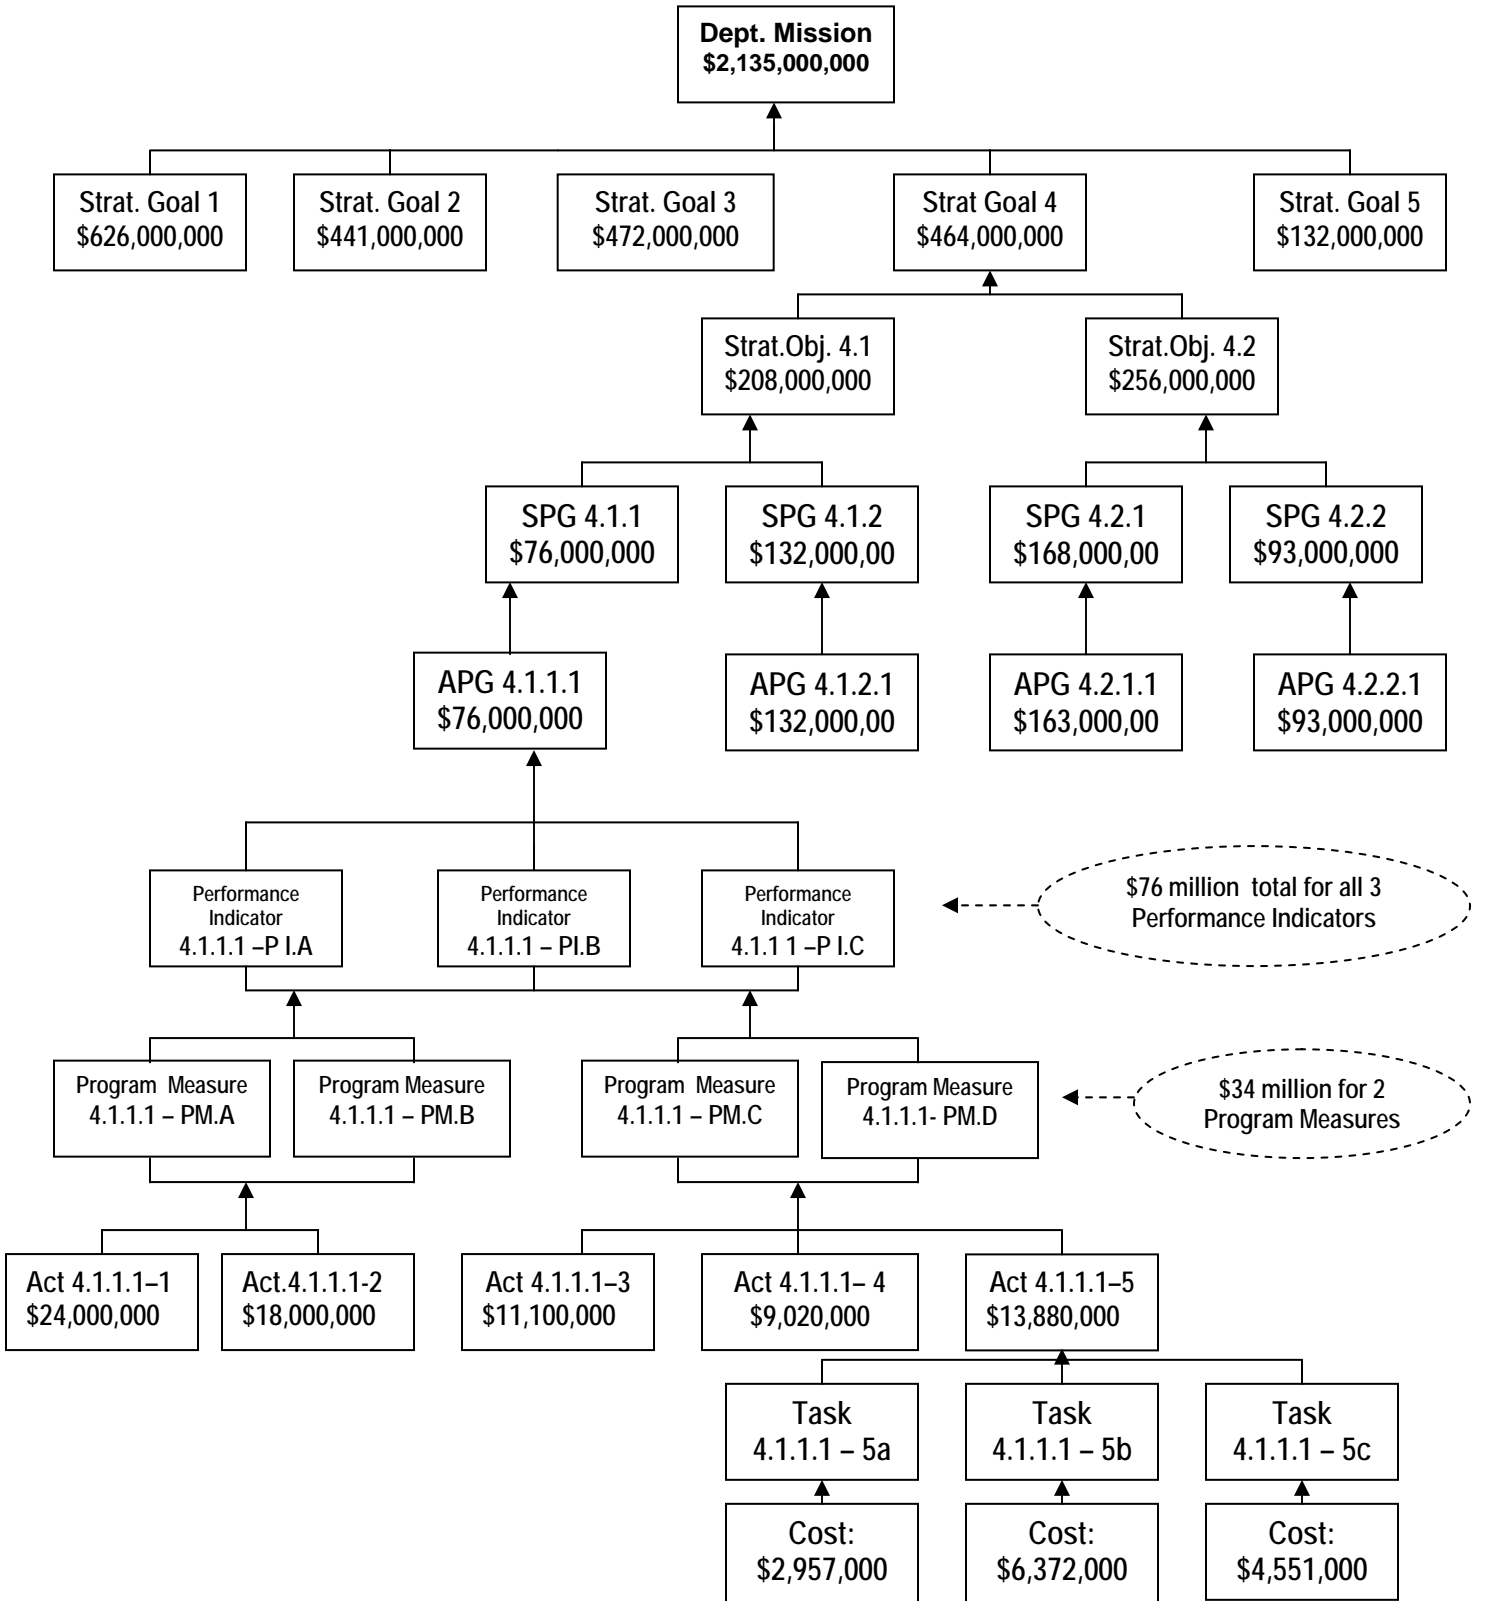 Dept. Mission
$2,135,000,000
Strat. Goal 1
$626,000,000
Strat. Goal 2
$441,000,000
Strat. Goal 3
$472,000,000
Strat Goal 4
$464,000,000
Strat. Goal 5
$132,000,000
Strat.Obj. 4.1
$208,000,000
Strat.Obj. 4.2
$256,000,000
SPG 4.1.1
$76,000,000
SPG 4.1.2
$132,000,00
SPG 4.2.1
$168,000,00
SPG 4.2.2
$93,000,000
APG 4.1.1.1
$76,000,000
APG 4.1.2.1
$132,000,00
APG 4.2.1.1
$163,000,00
APG 4.2.2.1
$93,000,000
Performance
Indicator
4.1.1.1 –P I.A
Performance
Indicator
4.1.1.1 – PI.B
Performance
Indicator
4.1.1 1 –P I.C
$76 million  total for all 3
Performance Indicators
Program  Measure
4.1.1.1 – PM.A
Program Measure
4.1.1.1 – PM.B
Program  Measure
4.1.1.1 – PM.C
Program Measure
4.1.1.1- PM.D
$34 million for 2
Program Measures
Act 4.1.1.1–1
$24,000,000
Act.4.1.1.1-2
$18,000,000
Act 4.1.1.1–3
$11,100,000
Act 4.1.1.1– 4
$9,020,000
Act 4.1.1.1–5
$13,880,000
Task
4.1.1.1 – 5a
Task
4.1.1.1 – 5b
Task
4.1.1.1 – 5c
Cost:
$2,957,000
Cost:
$6,372,000
Cost:
$4,551,000